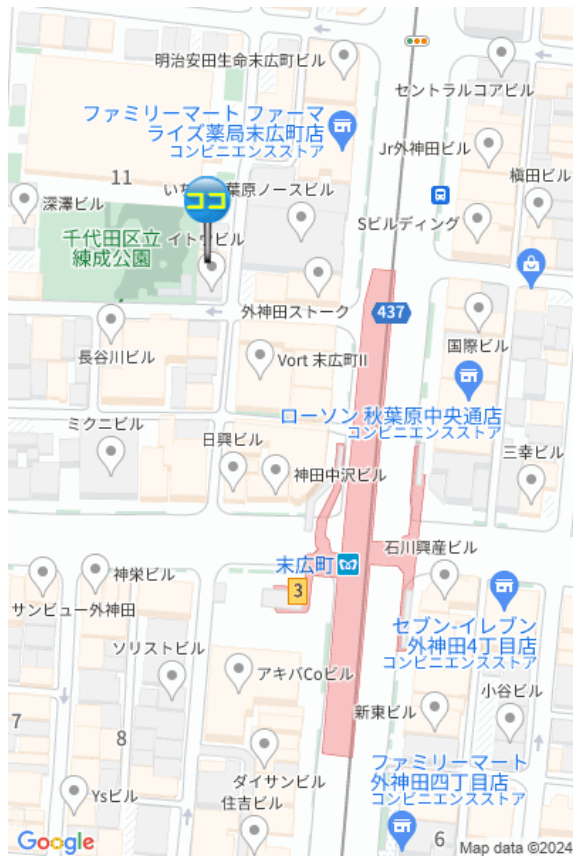 明治安田生命末広町ビル
セントラルコアビル
ファミリーマート ファーマ
ライズ薬局末広町店
コンビニエンスストア
Jr外神田ビル
11
槇田ビル
深澤ビル
葉原ノースビル
ココ
Sビルディング
千代田区立
練成公園
イトウビル
外神田ストーク
437
国際ビル
長谷川ビル
Vort 末広町II
ローソン 秋葉原中央通店
コンビニエンスストア
ミクニビル
日興ビル
三幸ビル
神田中沢ビル
石川興産ビル
末広町
神栄ビル
3
サンビュー外神田
セブン-イレブン
外神田4丁目店
コンビニエンスストア
ソリストビル
アキバCoビル
小谷ビル
新東ビル
7
8
ファミリーマート
外神田四丁目店
コンビニエンスストア
ダイサンビル
Ysビル
住吉ビル
6
Google
Map data ©2024